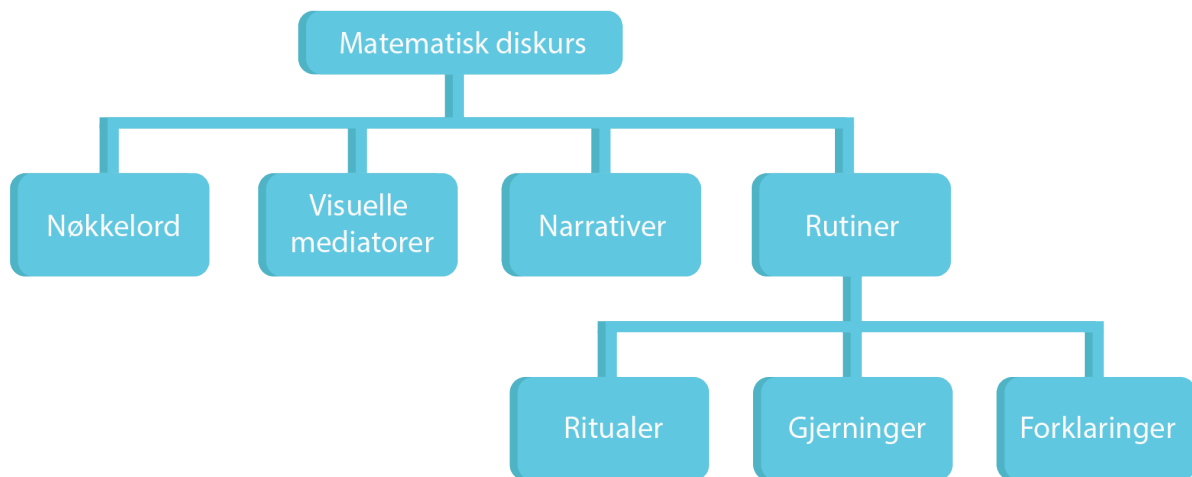 Matematisk diskurs
Nøkkelord
Visuelle
mediatorer
Narrativer
Rutiner
Ritualer
Gjerninger
Forklaringer